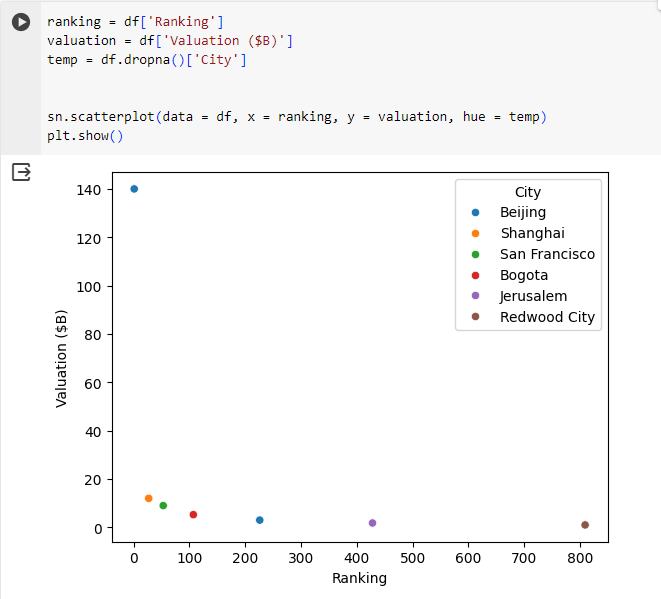 ranking = df['Ranking']
valuation = df['Valuation ($B)']
temp = df.dropna()['City']
sn.scatterplot(data = df, x = ranking, y = valuation, hue = temp)
plt.show()
City
Beijing
Shanghai
San Francisco
Bogota
Jerusalem
Redwood City
Valuation ($B)
140
120
100
80
60
40
20
0
0 100 200 300 400 500 600 700 800
Ranking